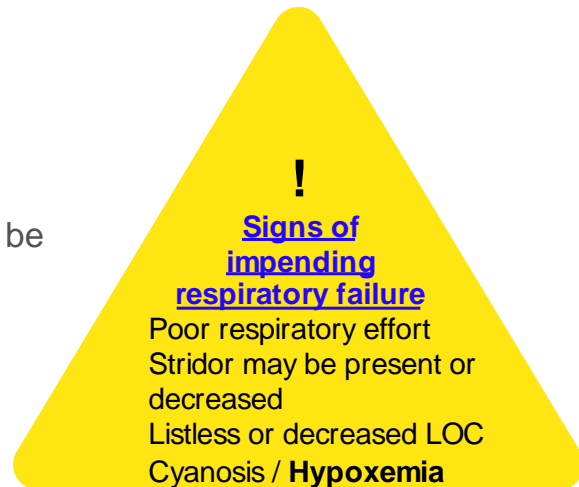 !
be
Signs of
impending
respiratory failure
Poor respiratory effort
Stridor may be present or
decreased
Listless or decreased LOC
Cyanosis / Hypoxemia